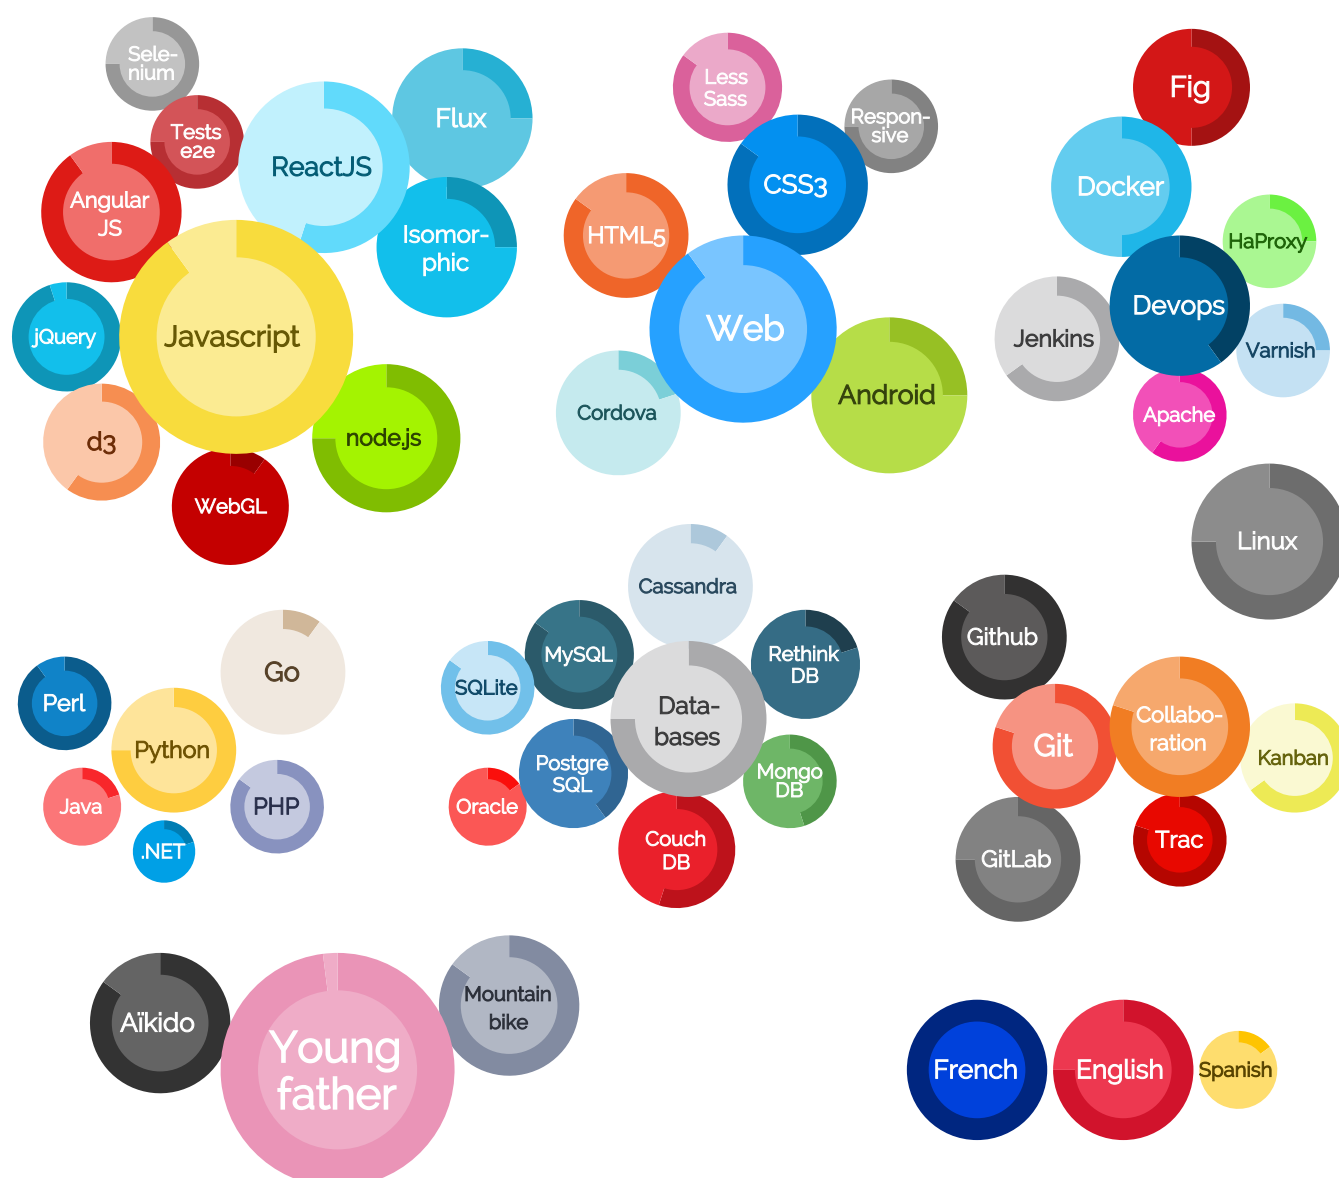 Sele-
nium
Tests
e2e
ReactJS
Flux
Angular
JS
Isomor-
phic
jQuery
Javascript
d3
node.js
WebGL
Less
Sass
Respon-
sive
CSS3
HTML5
Web
Cordova
Android
Fig
Docker
HaProxy
Devops
Jenkins
Varnish
Apache
Linux
Go
Perl
Python
Java
PHP
.NET
Cassandra
MySQL
Rethink
DB
SQLite
Data-
bases
Postgre
SQL
Mongo
DB
Oracle
Couch
DB
Github
Git
Collabo-
ration
Kanban
GitLab
Trac
Aïkido
Young
father
Mountain
bike
French
English
Spanish